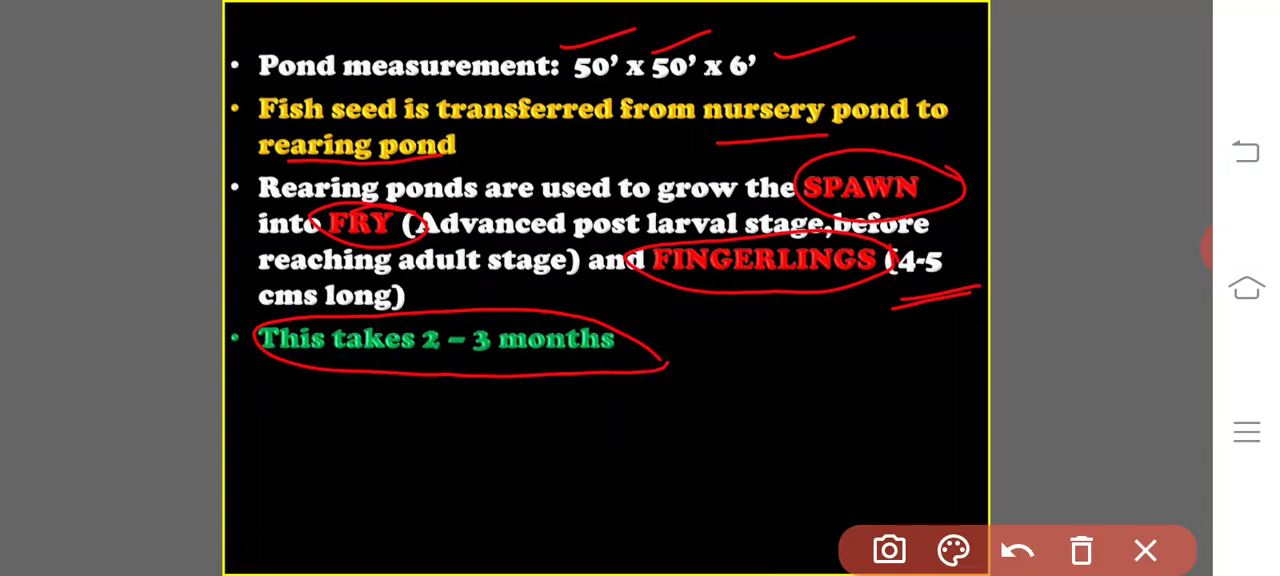 • Pond measurement: 50' x 50' x 6'
• Fish seed is transferred from nursery pond to
rearing pond
• Rearing ponds are used to grow the SPAWN
into FRY (Advanced post larval stage,before
reaching adult stage) and FINGERLINGS (4-5
cms long)
• This takes 2 – 3 months